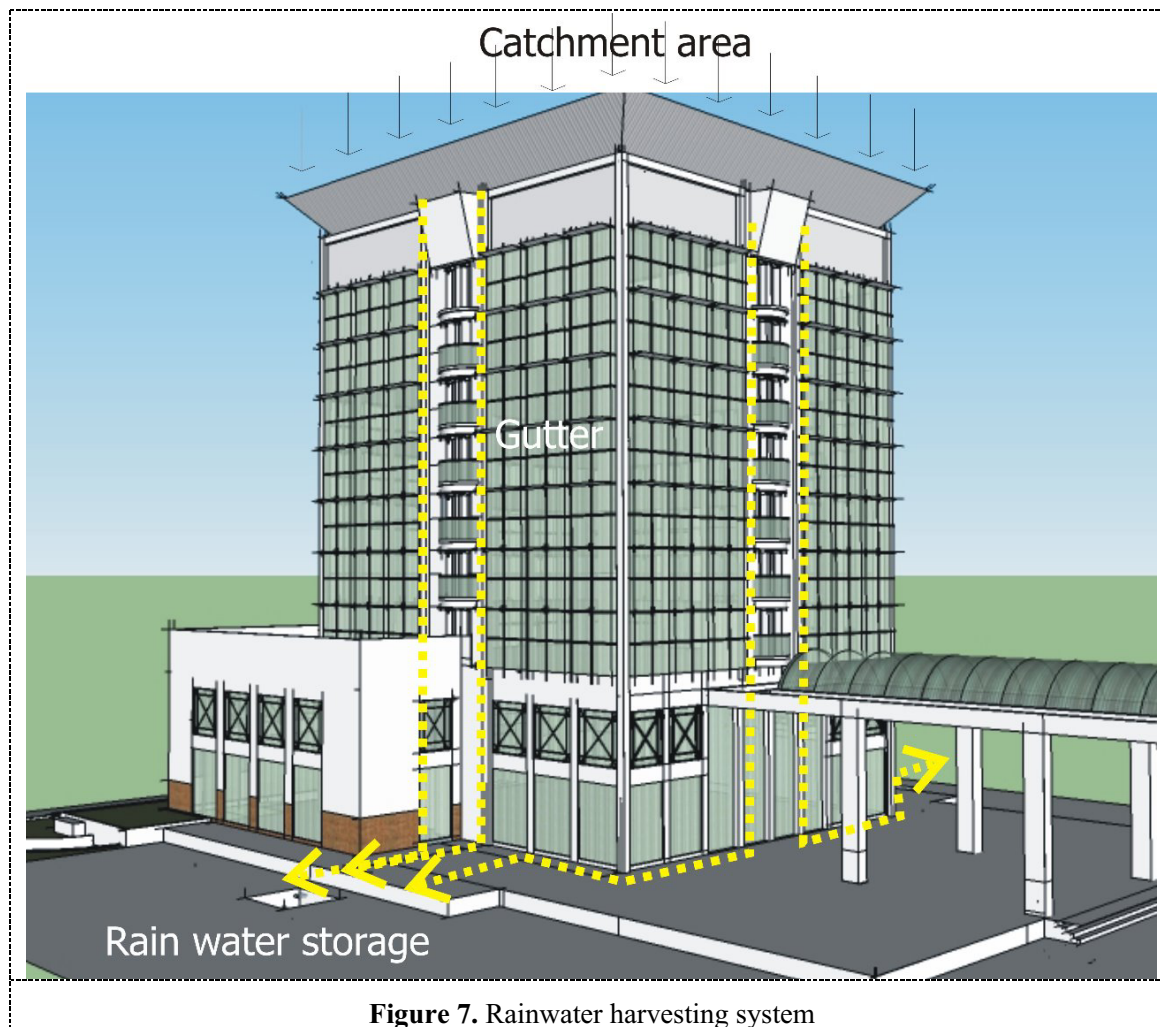 Catchment area
Gutter
Rain water storage
Figure 7. Rainwater harvesting system